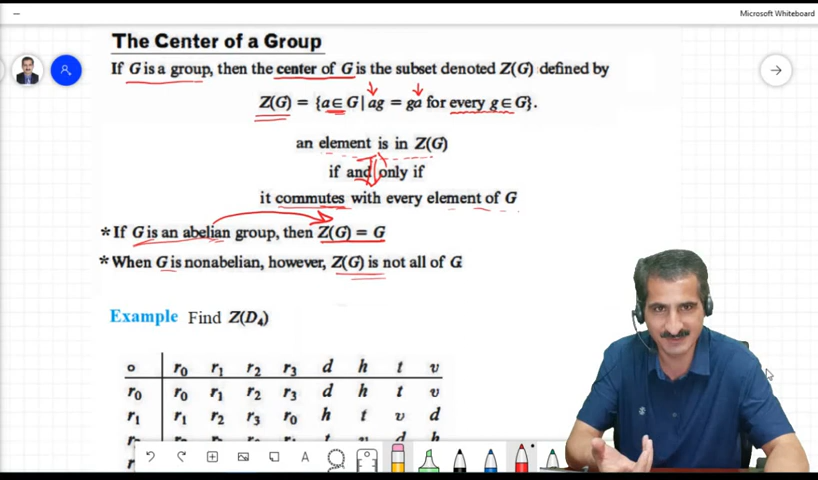 Microsoft Whiteboard
The Center of a Group
If G is a group, then the center of G is the subset denoted Z(G) defined by
Z(G) = {a ∈ G | ag = ga for every g ∈ G}.
an element is in Z(G)
if and only if
it commutes with every element of G
* If G is an abelian group, then Z(G) = G
* When G is nonabelian, however, Z(G) is not all of G
Example Find Z(D₄)
o r₀ r₁ r₂ r₃ d h t v
r₀ r₀ r₁ r₂ r₃ d h t v
r₁ r₁ r₂ r₃ r₀ h t v d